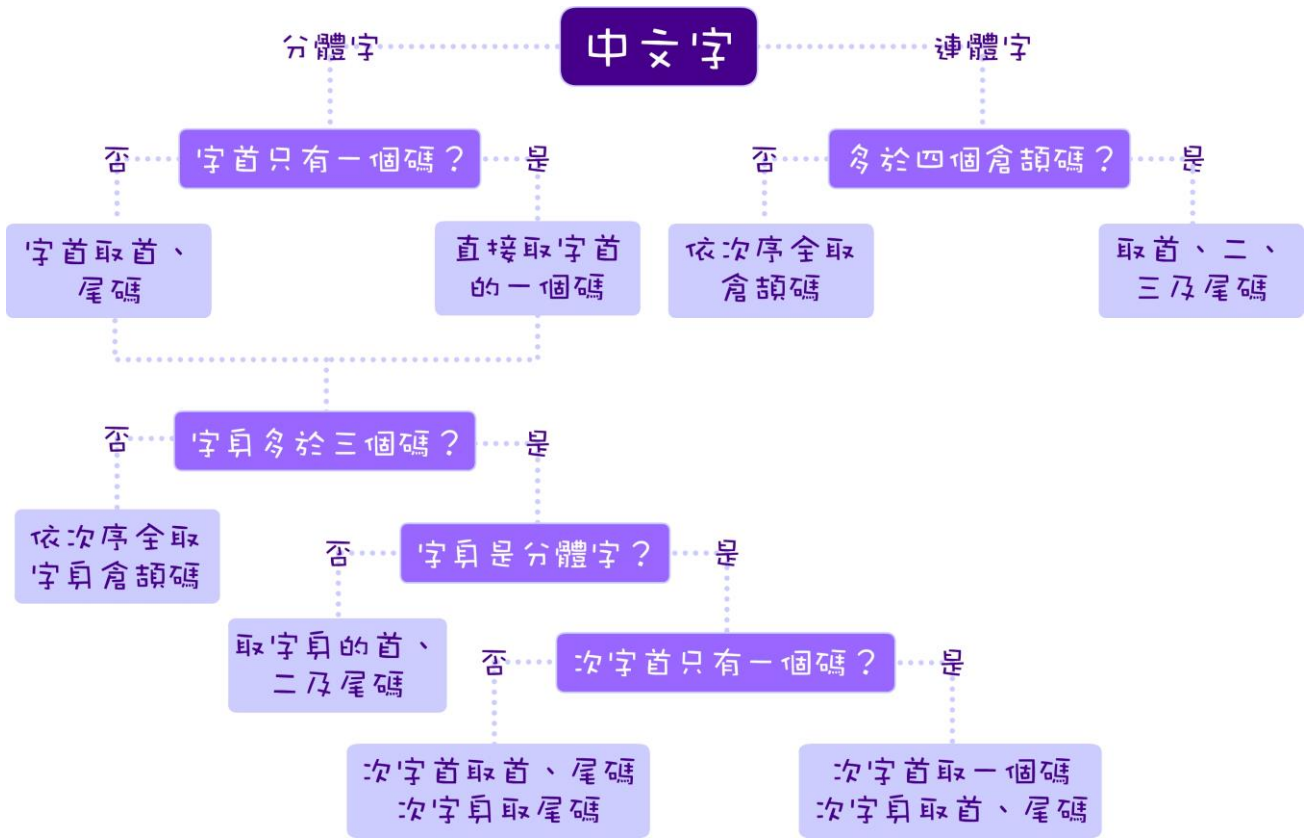 分體字
中文字
連體字
否
字首只有一個碼？
是
否
多於四個倉頡碼？
是
字首取首、
尾碼
直接取字首
的一個碼
依次序全取
倉頡碼
取首、二、
三及尾碼
否
字身多於三個碼？
是
依次序全取
字身倉頡碼
否
字身是分體字？
是
取字身的首、
二及尾碼
否
次字首只有一個碼？
是
次字首取首、尾碼
次字身取尾碼
次字首取一個碼
次字身取首、尾碼